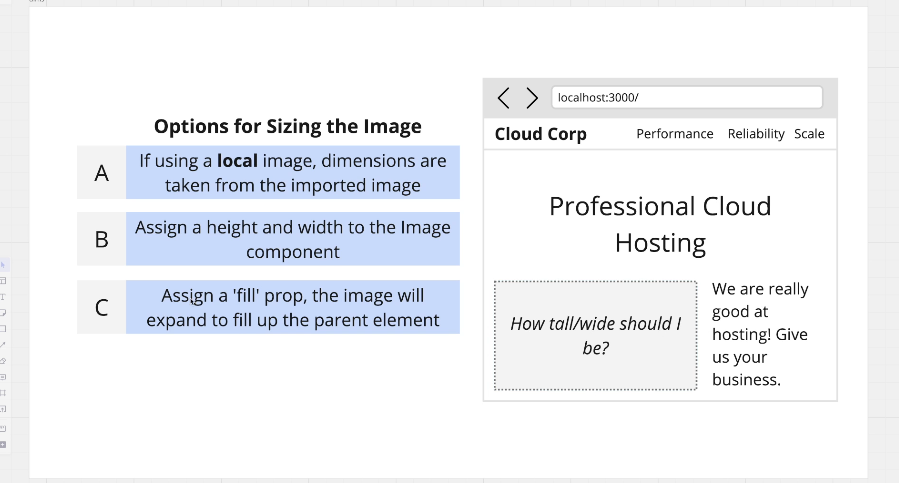 Options for Sizing the Image
A
If using a local image, dimensions are
taken from the imported image
B
Assign a height and width to the Image
component
C
Assign a 'fill' prop, the image will
expand to fill up the parent element
localhost:3000/
Cloud Corp
Performance Reliability Scale
Professional Cloud
Hosting
How tall/wide should I
be?
We are really
good at
hosting! Give
us your
business.